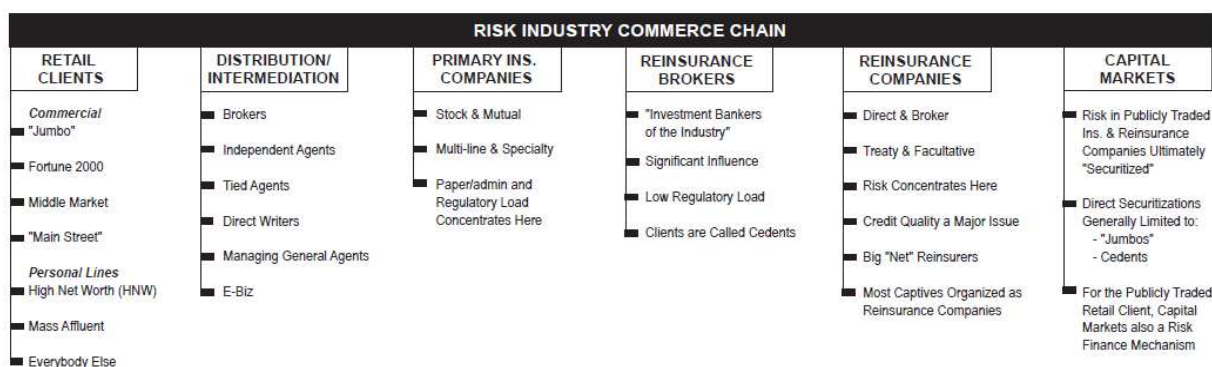 RISK INDUSTRY COMMERCE CHAIN
RETAIL
CLIENTS
Commercial
"Jumbo"
Fortune 2000
Middle Market
"Main Street"
Personal Lines
High Net Worth (HNW)
Mass Affluent
Everybody Else
DISTRIBUTION/
INTERMEDIATION
Brokers
Independent Agents
Tied Agents
Direct Writers
Managing General Agents
E-Biz
PRIMARY INS.
COMPANIES
Stock & Mutual
Multi-line & Specialty
Paper/admin and
Regulatory Load
Concentrates Here
REINSURANCE
BROKERS
"Investment Bankers
of the Industry"
Significant Influence
Low Regulatory Load
Clients are Called Cedents
REINSURANCE
COMPANIES
Direct & Broker
Treaty & Facultative
Risk Concentrates Here
Credit Quality a Major Issue
Big "Net" Reinsurers
Most Captives Organized as
Reinsurance Companies
CAPITAL
MARKETS
Risk in Publicly Traded
Ins. & Reinsurance
Companies Ultimately
"Securitized"
Direct Securitizations
Generally Limited to:
- "Jumbos"
- Cedents
For the Publicly Traded
Retail Client, Capital
Markets also a Risk
Finance Mechanism